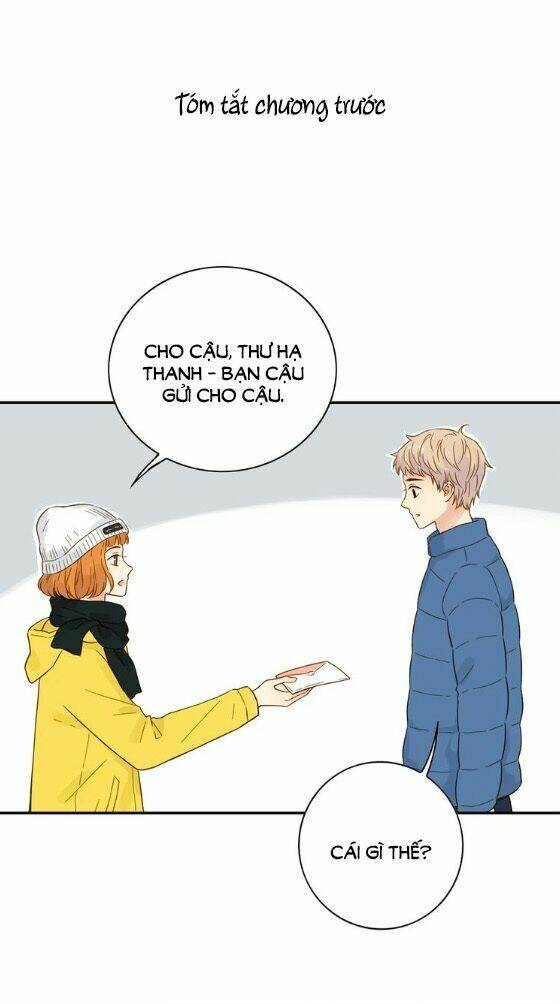 Tóm tắt chương trước
CHO CẬU, THƯ HẠ
THANH - BẠN CẬU
GỬI CHO CẬU.
CÁI GÌ THẾ?